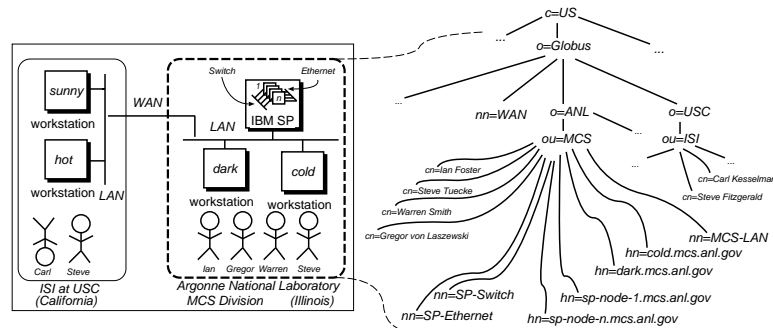 sunny
workstation
hot
workstation
LAN
Carl
Steve
ISI at USC
(California)
WAN
Switch
Ethernet
1
n
IBM SP
LAN
dark
workstation
cold
workstation
Ian
Gregor
Warren
Steve
Argonne National Laboratory
MCS Division
(Illinois)
c=US
...
o=Globus
...
...
nn=WAN
o=ANL
...
o=USC
ou=MCS
ou=ISI
...
...
cn=Ian Foster
cn=Steve Tuecke
cn=Warren Smith
cn=Gregor von Laszewski
cn=Carl Kesselman
cn=Steve Fitzgerald
nn=MCS-LAN
hn=cold.mcs.anl.gov
hn=dark.mcs.anl.gov
nn=SP-Switch
hn=sp-node-1.mcs.anl.gov
nn=SP-Ethernet
hn=sp-node-n.mcs.anl.gov